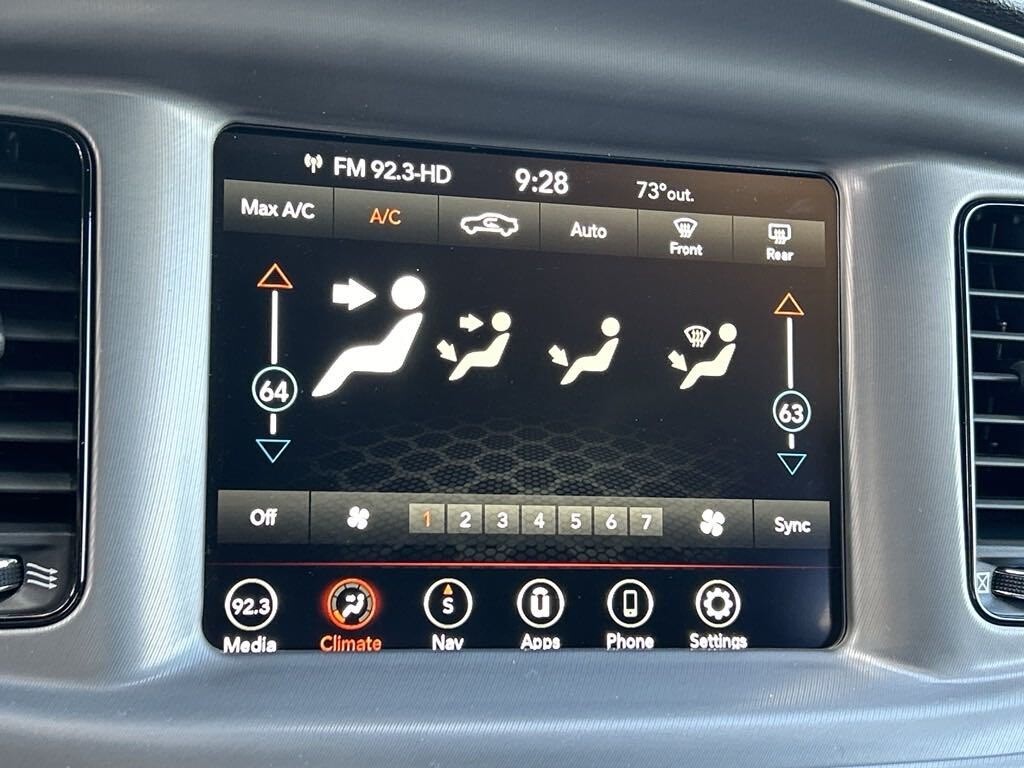 FM 92.3-HD 9:28 73° out.
Max A/C A/C Auto Front Rear
64 63
Off 1 2 3 4 5 6 7 Sync
92.3 S
Media Climate Nav Apps Phone Settings